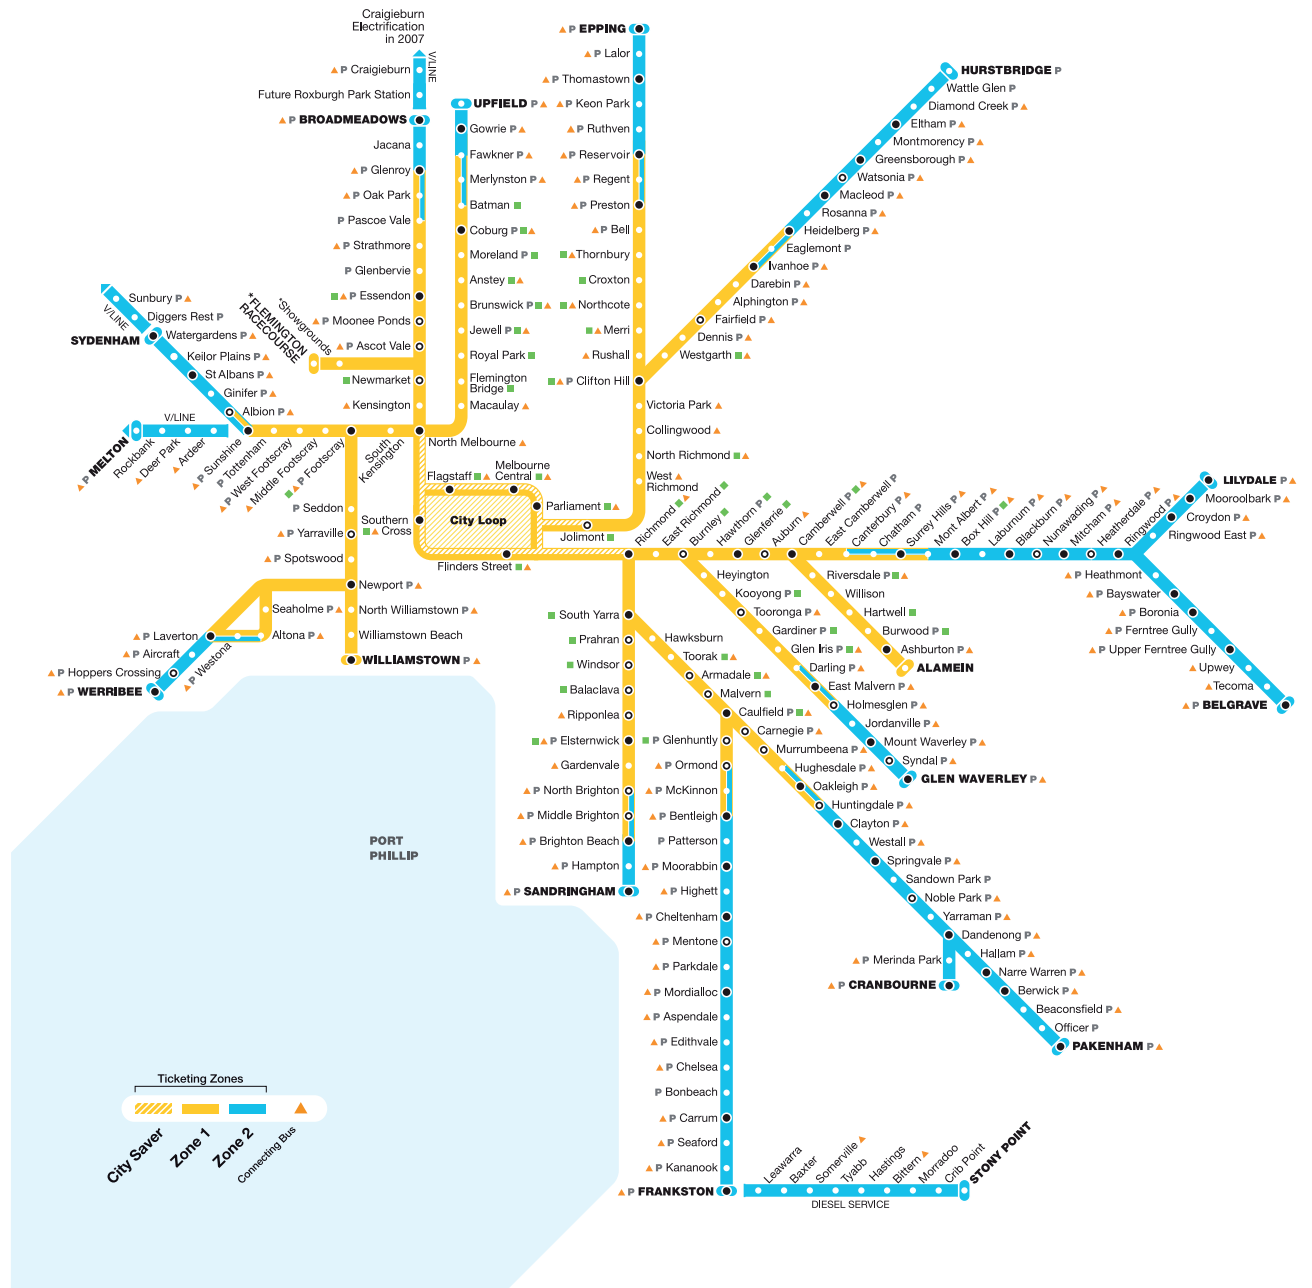 Craigieburn
Electrification
in 2007
V/LINE
P Craigieburn
Future Roxburgh Park Station
P BROADMEADOWS
Jacana
P Glenroy
P Oak Park
P Pascoe Vale
P Strathmore
P Glenbervie
P Essendon
P Moonee Ponds
P Ascot Vale
Newmarket
Kensington
*Showgrounds
*FLEMINGTON
RACECOURSE
UPFIELD P
Gowrie P
Fawkner P
Merlynston P
Batman
Coburg P
Moreland P
Anstey
Brunswick P
Jewell P
Royal Park
Flemington
Bridge
Macaulay
North Melbourne
P EPPING
P Lalor
P Thomastown
P Keon Park
P Ruthven
P Reservoir
P Regent
P Preston
P Bell
Thornbury
Croxton
Northcote
Merri
Rushall
P Clifton Hill
Victoria Park
Collingwood
North Richmond
West
Richmond
Jolimont
HURSTBRIDGE P
Wattle Glen P
Diamond Creek P
Eltham P
Montmorency P
Greensborough P
Watsonia P
Macleod P
Rosanna P
Heidelberg P
Eaglemont P
Ivanhoe P
Darebin P
Alphington P
Fairfield P
Dennis P
Westgarth
Sunbury P
Diggers Rest P
V/LINE
SYDENHAM
Watergardens P
Keilor Plains P
St Albans P
Ginifer P
Albion P
V/LINE
P MELTON
Rockbank
Deer Park
Ardeer
P Sunshine
P Tottenham
P West Footscray
Middle Footscray
P Footscray
South
Kensington
P Seddon
P Yarraville
P Spotswood
Newport P
Seaholme P
North Williamstown P
Altona P
Williamstown Beach
WILLIAMSTOWN P
P Laverton
P Aircraft
P Westona
P Hoppers Crossing
P WERRIBEE
Flagstaff
Melbourne
Central
Parliament
City Loop
Southern
Cross
Flinders Street
Richmond
East Richmond
Burnley
Hawthorn P
Glenferrie
Auburn
Camberwell P
East Camberwell
Canterbury P
Chatham P
Surrey Hills P
Mont Albert P
Box Hill P
Laburnum P
Blackburn P
Nunawading P
Mitcham P
Heatherdale P
Ringwood P
LILYDALE P
Mooroolbark P
Croydon P
Ringwood East P
P Heathmont
P Bayswater
P Boronia
P Ferntree Gully
P Upper Ferntree Gully
Upwey
Tecoma
P BELGRAVE
Riversdale P
Willison
Hartwell
Burwood P
Ashburton P
ALAMEIN
Heyington
Kooyong P
Tooronga P
Gardiner P
Glen Iris P
Darling P
East Malvern P
Holmesglen P
Jordanville P
Mount Waverley P
Syndal P
GLEN WAVERLEY P
South Yarra
Prahran
Windsor
Balaclava
Ripponlea
P Elsternwick
Gardenvale
P North Brighton
P Middle Brighton
P Brighton Beach
P Hampton
P SANDRINGHAM
Hawksburn
Toorak
Armadale
Malvern
Caulfield P
Carnegie P
Murrumbeena P
Hughesdale P
Oakleigh P
Huntingdale P
Clayton P
Westall P
Springvale P
Sandown Park P
Noble Park P
Yarraman P
Dandenong P
Hallam P
Narre Warren P
Berwick P
Beaconsfield P
Officer P
PAKENHAM P
P Merinda Park
P CRANBOURNE
P Glenhuntly
P Ormond
P McKinnon
P Bentleigh
P Patterson
P Moorabbin
P Highett
P Cheltenham
P Mentone
P Parkdale
P Mordialloc
P Aspendale
P Edithvale
P Chelsea
P Bonbeach
P Carrum
P Seaford
P Kananook
P FRANKSTON
Leawarra
Baxter
Somerville
Tyabb
Hastings
Bittern
Morradoo
Crib Point
STONY POINT
DIESEL SERVICE
PORT
PHILLIP
Ticketing Zones
City Saver
Zone 1
Zone 2
Connecting Bus